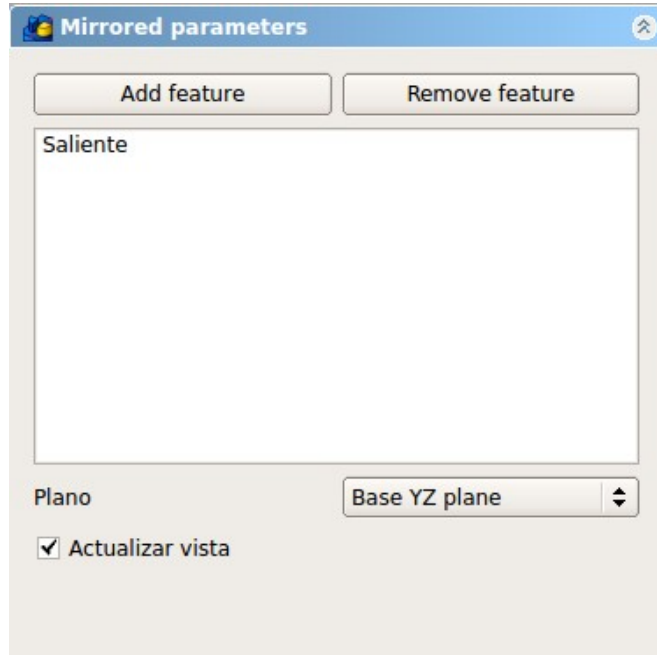 Mirrored parameters
Add feature Remove feature
Saliente
Plano Base YZ plane
Actualizar vista